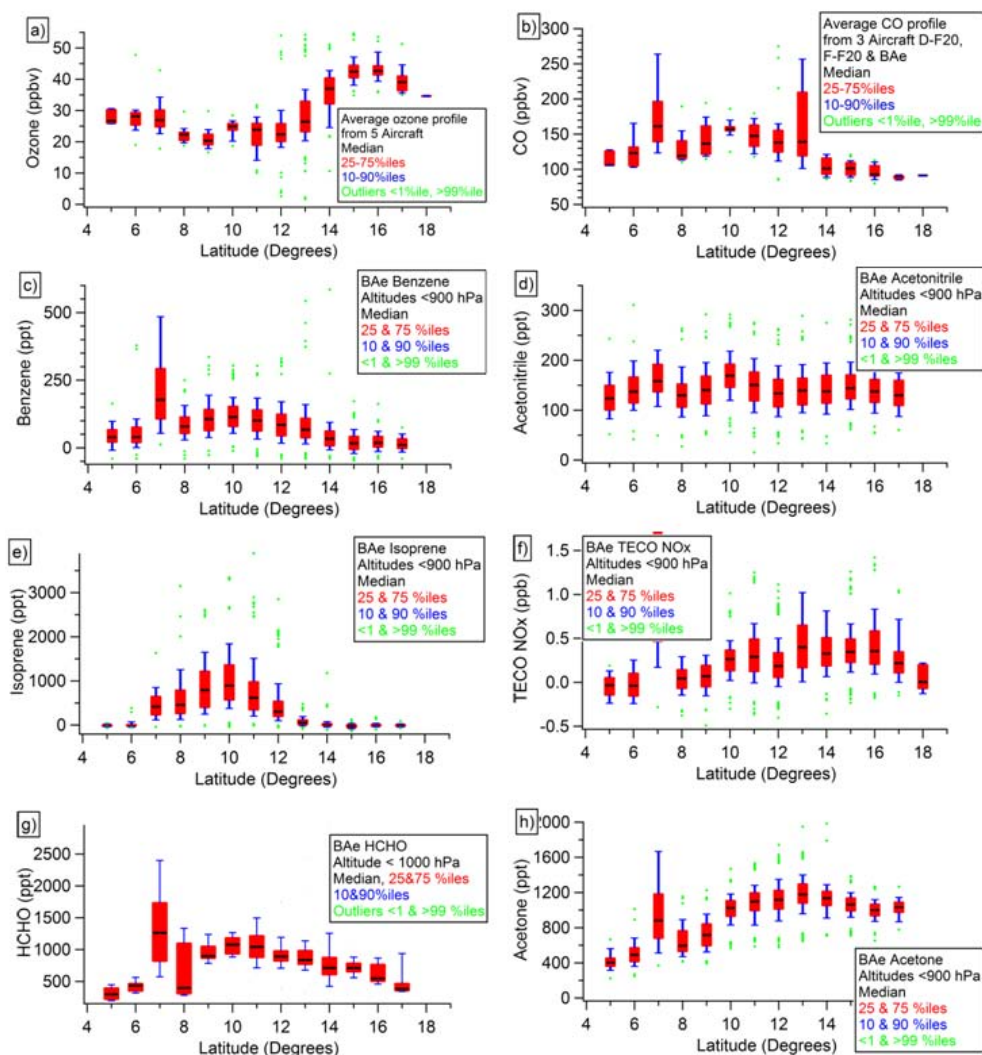 a)
50
40
30
20
10
0
Ozone (ppbv)
Average ozone profile
from 5 Aircraft
Median
25-75%iles
10-90%iles
Outliers <1%ile, >99%ile
4 6 8 10 12 14 16 18
Latitude (Degrees)
b)
300
250
200
150
100
50
CO (ppbv)
Average CO profile
from 3 Aircraft D-F20,
F-F20 & BAe
Median
25-75%iles
10-90%iles
Outliers <1%ile, >99%ile
4 6 8 10 12 14 16 18
Latitude (Degrees)
c)
500
250
0
Benzene (ppt)
BAe Benzene
Altitudes <900 hPa
Median
25 & 75 %iles
10 & 90 %iles
<1 & >99 %iles
4 6 8 10 12 14 16 18
Latitude (Degrees)
d)
300
200
100
0
Acetonitrile (ppt)
BAe Acetonitrile
Altitudes <900 hPa
Median
25 & 75 %iles
10 & 90 %iles
<1 & >99 %iles
4 6 8 10 12 14 16 18
Latitude (Degrees)
e)
3000
2000
1000
0
Isoprene (ppt)
BAe Isoprene
Altitudes <900 hPa
Median
25 & 75 %iles
10 & 90 %iles
<1 & >99 %iles
4 6 8 10 12 14 16 18
Latitude (Degrees)
f)
1.5
1.0
0.5
0.0
-0.5
TECO NOx (ppb)
BAe TECO NOx
Altitudes <900 hPa
Median
25 & 75 %iles
10 & 90 %iles
<1 & >99 %iles
4 6 8 10 12 14 16 18
Latitude (Degrees)
g)
2500
2000
1500
1000
500
HCHO (ppt)
BAe HCHO
Altitude < 1000 hPa
Median, 25&75 %iles
10&90%iles
Outliers <1 & >99 %iles
4 6 8 10 12 14 16 18
Latitude (Degrees)
h)
2000
1600
1200
800
400
0
Acetone (ppt)
BAe Acetone
Altitudes <900 hPa
Median
25 & 75 %iles
10 & 90 %iles
<1 & >99 %iles
4 6 8 10 12 14
Latitude (Degrees)